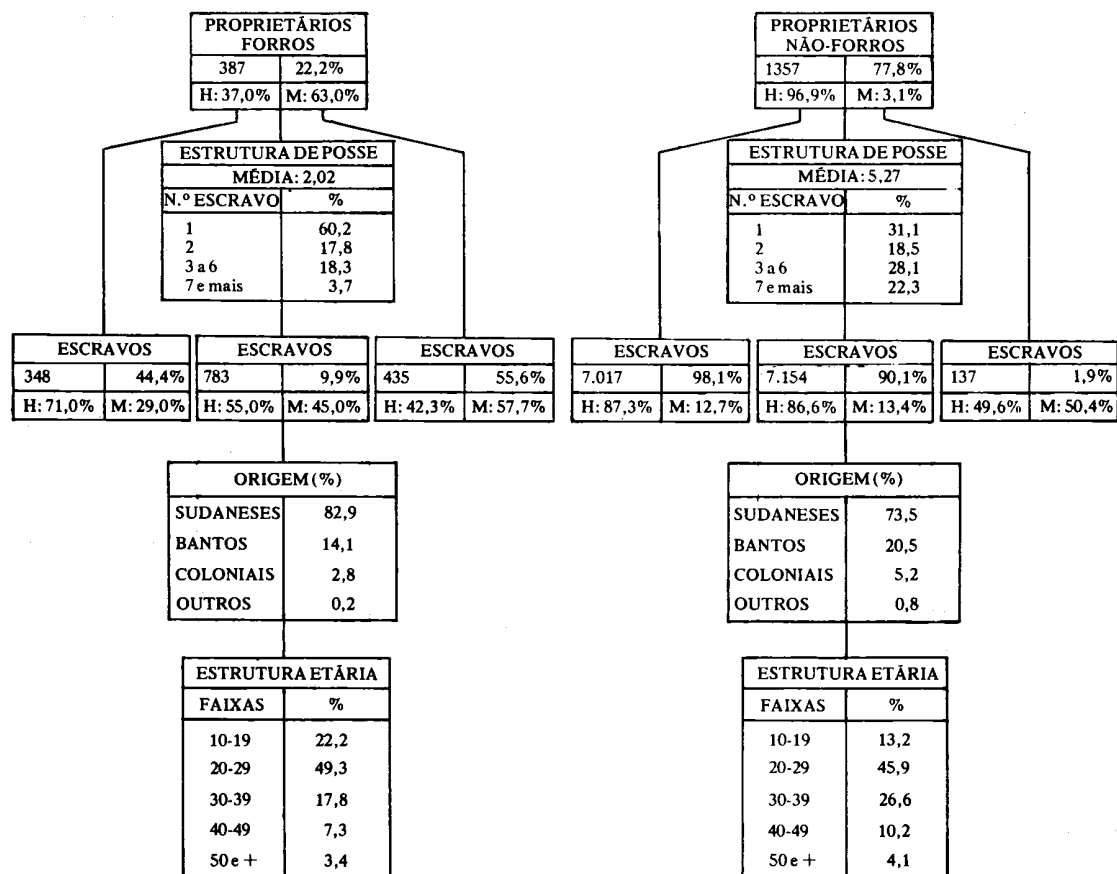 PROPRIETÁRIOS
FORROS
387 22,2%
H: 37,0% M: 63,0%
ESTRUTURA DE POSSE
MÉDIA: 2,02
N.º ESCRAVO %
1 60,2
2 17,8
3 a 6 18,3
7 e mais 3,7
ESCRAVOS
348 44,4%
H: 71,0% M: 29,0%
ESCRAVOS
783 9,9%
H: 55,0% M: 45,0%
ESCRAVOS
435 55,6%
H: 42,3% M: 57,7%
ORIGEM (%)
SUDANESES 82,9
BANTOS 14,1
COLONIAIS 2,8
OUTROS 0,2
ESTRUTURA ETÁRIA
FAIXAS %
10-19 22,2
20-29 49,3
30-39 17,8
40-49 7,3
50 e + 3,4
PROPRIETÁRIOS
NÃO-FORROS
1357 77,8%
H: 96,9% M: 3,1%
ESTRUTURA DE POSSE
MÉDIA: 5,27
N.º ESCRAVO %
1 31,1
2 18,5
3 a 6 28,1
7 e mais 22,3
ESCRAVOS
7.017 98,1%
H: 87,3% M: 12,7%
ESCRAVOS
7.154 90,1%
H: 86,6% M: 13,4%
ESCRAVOS
137 1,9%
H: 49,6% M: 50,4%
ORIGEM (%)
SUDANESES 73,5
BANTOS 20,5
COLONIAIS 5,2
OUTROS 0,8
ESTRUTURA ETÁRIA
FAIXAS %
10-19 13,2
20-29 45,9
30-39 26,6
40-49 10,2
50 e + 4,1